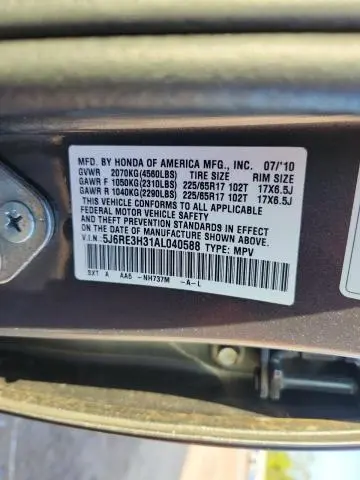 MFD. BY HONDA OF AMERICA MFG., INC. 07/'10
GVWR 2070KG(4560LBS) TIRE SIZE RIM SIZE
GAWR F 1050KG(2310LBS) 225/65R17 102T 17X6.5J
GAWR R 1040KG(2290LBS) 225/65R17 102T 17X6.5J
THIS VEHICLE CONFORMS TO ALL APPLICABLE
FEDERAL MOTOR VEHICLE SAFETY AND
THEFT PREVENTION STANDARDS IN EFFECT
ON THE DATE OF MANUFACTURE SHOWN ABOVE.
V.I.N. 5J6RE3H31AL040588 TYPE: MPV
SXT A AA5 -NH737M -A-L